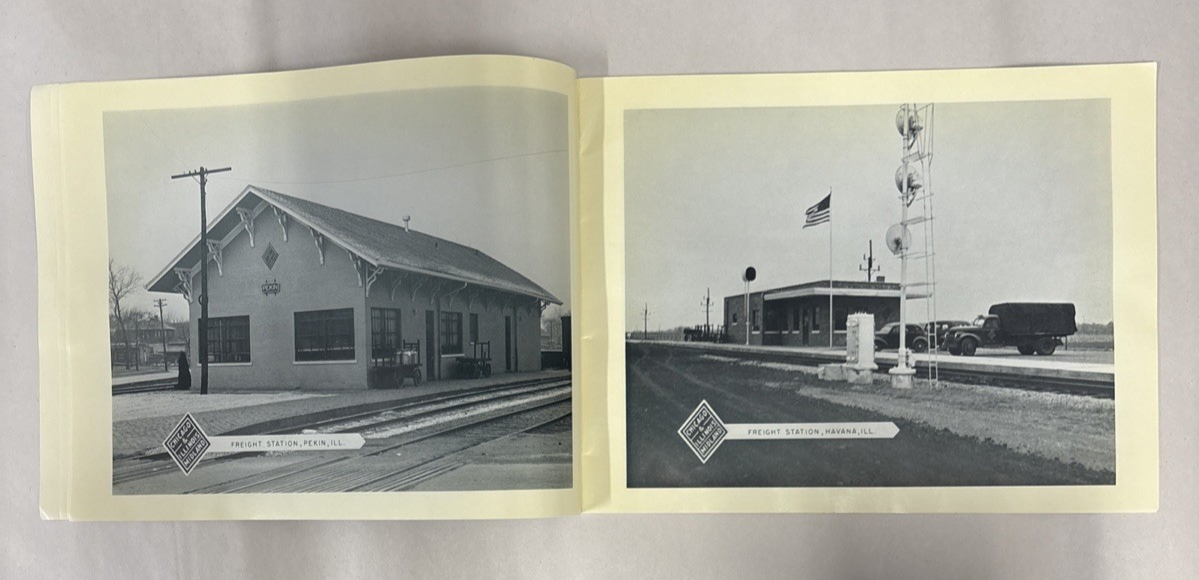 PEKIN
CHICAGO
&
ILLINOIS
MIDLAND
FREIGHT STATION, PEKIN, ILL.
CHICAGO
&
ILLINOIS
MIDLAND
FREIGHT STATION, HAVANA, ILL.